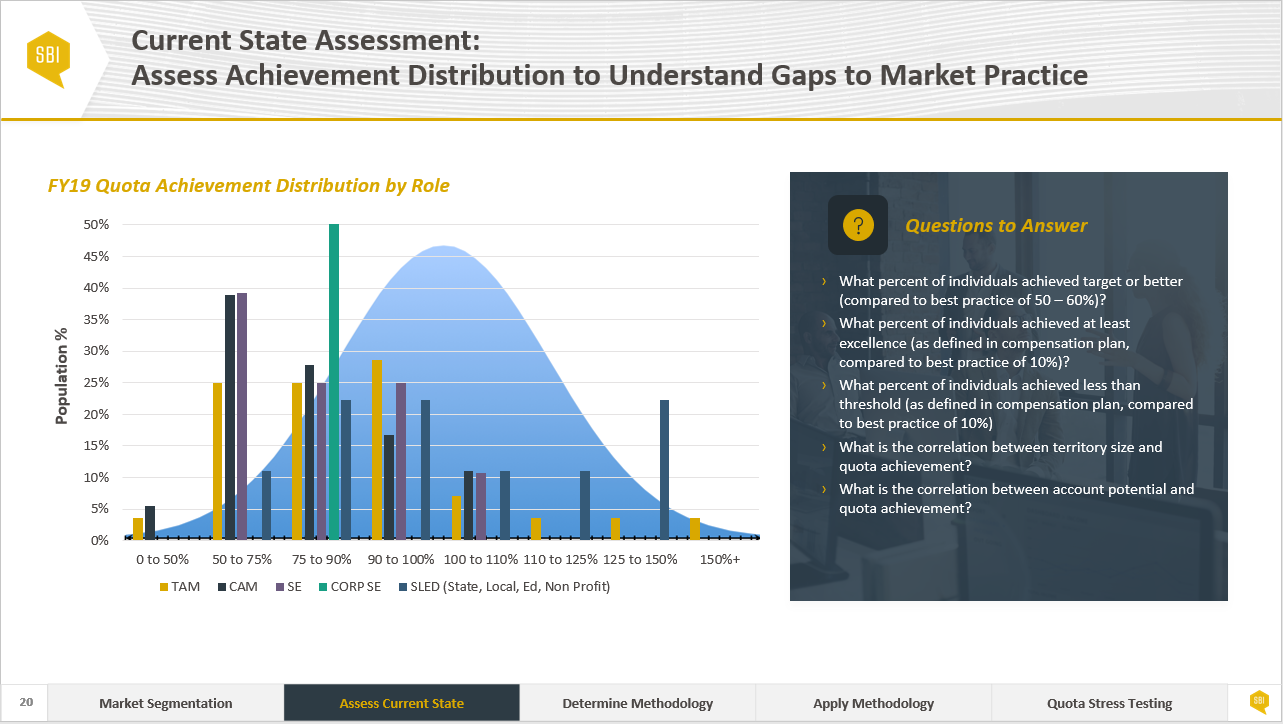 SBI
Current State Assessment:
Assess Achievement Distribution to Understand Gaps to Market Practice
FY19 Quota Achievement Distribution by Role
50%
45%
40%
35%
30%
25%
20%
15%
10%
5%
0%
Population %
0 to 50% 50 to 75% 75 to 90% 90 to 100% 100 to 110% 110 to 125% 125 to 150% 150%+
TAM CAM SE CORP SE SLED (State, Local, Ed, Non Profit)
?
Questions to Answer
› What percent of individuals achieved target or better
(compared to best practice of 50 – 60%)?
› What percent of individuals achieved at least
excellence (as defined in compensation plan,
compared to best practice of 10%)?
› What percent of individuals achieved less than
threshold (as defined in compensation plan, compared
to best practice of 10%)
› What is the correlation between territory size and
quota achievement?
› What is the correlation between account potential and
quota achievement?
20 Market Segmentation Assess Current State Determine Methodology Apply Methodology Quota Stress Testing SBI